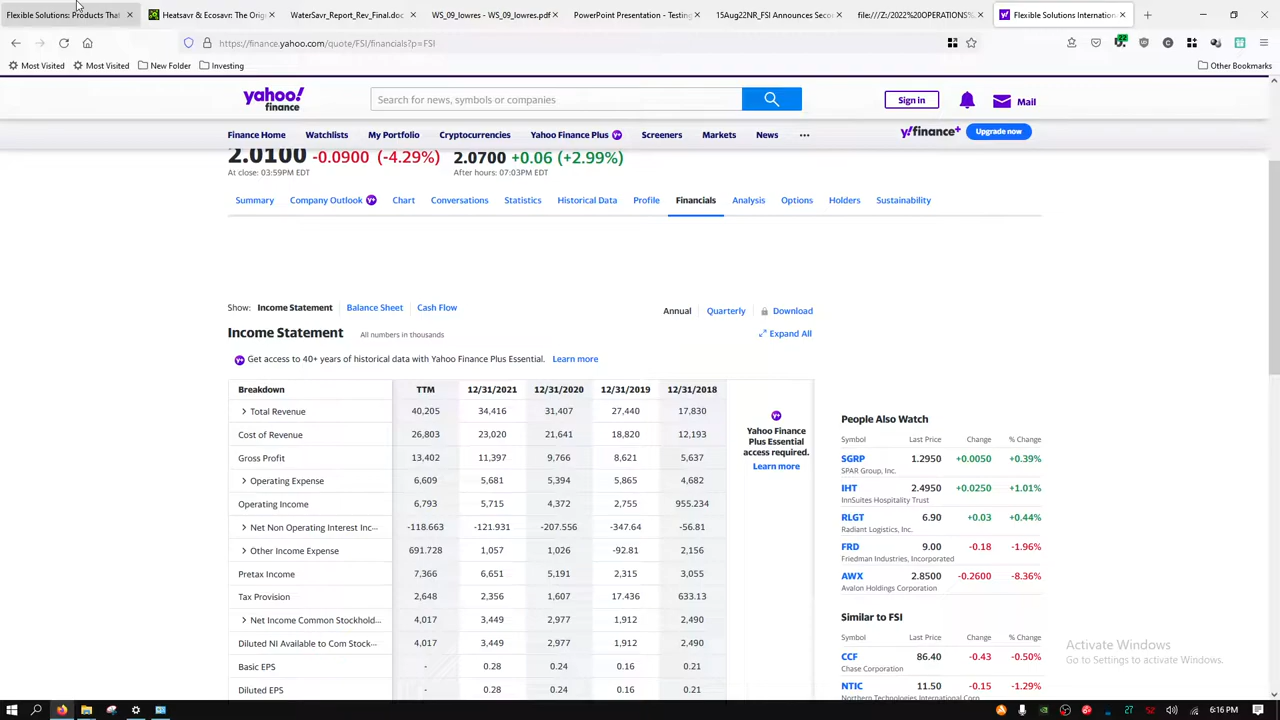 Flexible Solutions: Products That
Heatsavr & Ecosavr: The Orig
WaterSavr_Report_Rev_Final.doc
WS_09_lowres - WS_09_lowres.pdf
PowerPoint Presentation - Testing
15Aug22NR_FSI Announces Sec
file:///Z:/2022%20OPERATIONS%
Flexible Solutions Internation
https://finance.yahoo.com/quote/FSI/financials?p=FSI
22
Most Visited
Most Visited
New Folder
Investing
Other Bookmarks
yahoo!
finance
Search for news, symbols or companies
Sign in
Mail
Finance Home
Watchlists
My Portfolio
Cryptocurrencies
Yahoo Finance Plus
Screeners
Markets
News
...
y!finance+
Upgrade now
2.0100 -0.0900 (-4.29%)
2.0700 +0.06 (+2.99%)
At close: 03:59PM EDT
After hours: 07:03PM EDT
Summary
Company Outlook
Chart
Conversations
Statistics
Historical Data
Profile
Financials
Analysis
Options
Holders
Sustainability
Show: Income Statement Balance Sheet Cash Flow
Annual Quarterly Download
Income Statement All numbers in thousands
Expand All
Get access to 40+ years of historical data with Yahoo Finance Plus Essential. Learn more
Breakdown TTM 12/31/2021 12/31/2020 12/31/2019 12/31/2018
Total Revenue 40,205 34,416 31,407 27,440 17,830
Cost of Revenue 26,803 23,020 21,641 18,820 12,193
Gross Profit 13,402 11,397 9,766 8,621 5,637
Operating Expense 6,609 5,681 5,394 5,865 4,682
Operating Income 6,793 5,715 4,372 2,755 955.234
Net Non Operating Interest Inc... -118.663 -121.931 -207.556 -347.64 -56.81
Other Income Expense 691.728 1,057 1,026 -92.81 2,156
Pretax Income 7,366 6,651 5,191 2,315 3,055
Tax Provision 2,648 2,356 1,607 17.436 633.13
Net Income Common Stockhold... 4,017 3,449 2,977 1,912 2,490
Diluted NI Available to Com Stock... 4,017 3,449 2,977 1,912 2,490
Basic EPS - 0.28 0.24 0.16 0.21
Diluted EPS - 0.28 0.24 0.16 0.21
Yahoo Finance
Plus Essential
access required.
Learn more
People Also Watch
Symbol Last Price Change % Change
SGRP 1.2950 +0.0050 +0.39%
SPAR Group, Inc.
IHT 2.4950 +0.0250 +1.01%
InnSuites Hospitality Trust
RLGT 6.90 +0.03 +0.44%
Radiant Logistics, Inc.
FRD 9.00 -0.18 -1.96%
Friedman Industries, Incorporated
AWX 2.8500 -0.2600 -8.36%
Avalon Holdings Corporation
Similar to FSI
Symbol Last Price Change % Change
CCF 86.40 -0.43 -0.50%
Chase Corporation
NTIC 11.50 -0.15 -1.29%
Northern Technologies International Corp
Activate Windows
Go to Settings to activate Windows.
27
6:16 PM